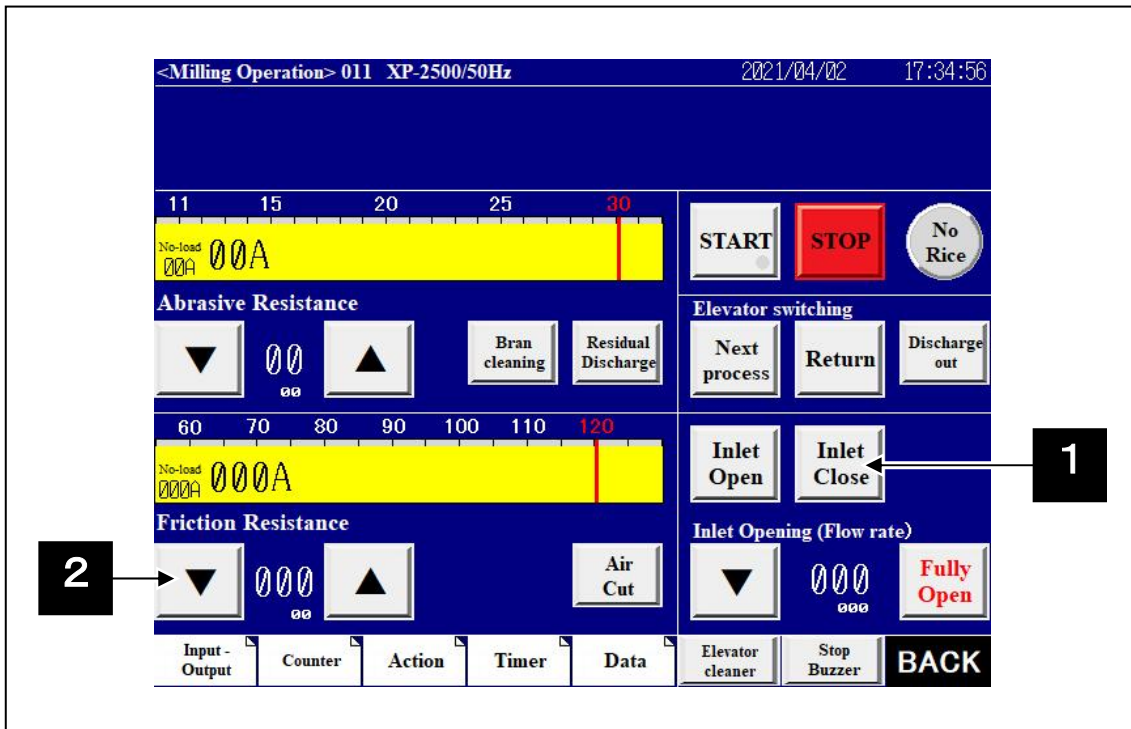 <Milling Operation> 011 XP-2500/50Hz 2021/04/02 17:34:56
11 15 20 25 30
No-load
00A 00A
START STOP No Rice
Abrasive Resistance
▼ 00 ▲
00
Bran cleaning
Residual Discharge
Elevator switching
Next process
Return
Discharge out
60 70 80 90 100 110 120
No-load
000A 000A
Inlet Open
Inlet Close
1
Friction Resistance
2
▼ 000 ▲
00
Air Cut
Inlet Opening (Flow rate)
▼ 000
000
Fully Open
Input - Output
Counter
Action
Timer
Data
Elevator cleaner
Stop Buzzer
BACK